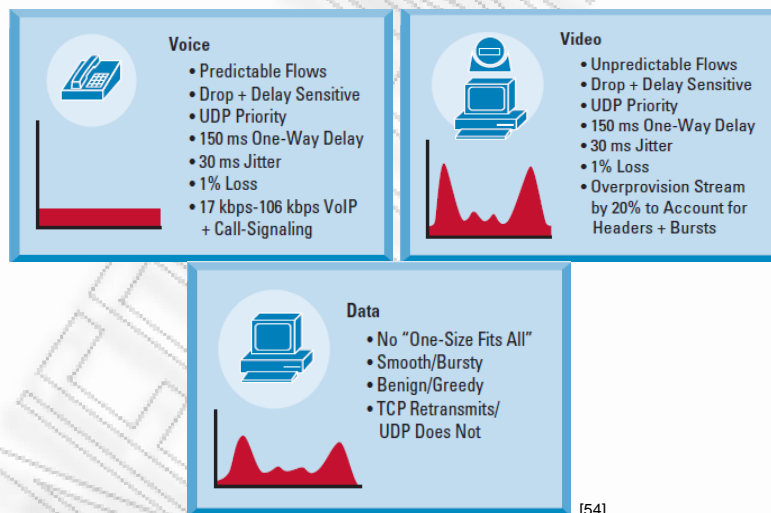 Voice
• Predictable Flows
• Drop + Delay Sensitive
• UDP Priority
• 150 ms One-Way Delay
• 30 ms Jitter
• 1% Loss
• 17 kbps-106 kbps VoIP
+ Call-Signaling
Video
• Unpredictable Flows
• Drop + Delay Sensitive
• UDP Priority
• 150 ms One-Way Delay
• 30 ms Jitter
• 1% Loss
• Overprovision Stream
by 20% to Account for
Headers + Bursts
Data
• No “One-Size Fits All”
• Smooth/Bursty
• Benign/Greedy
• TCP Retransmits/
UDP Does Not
[54]